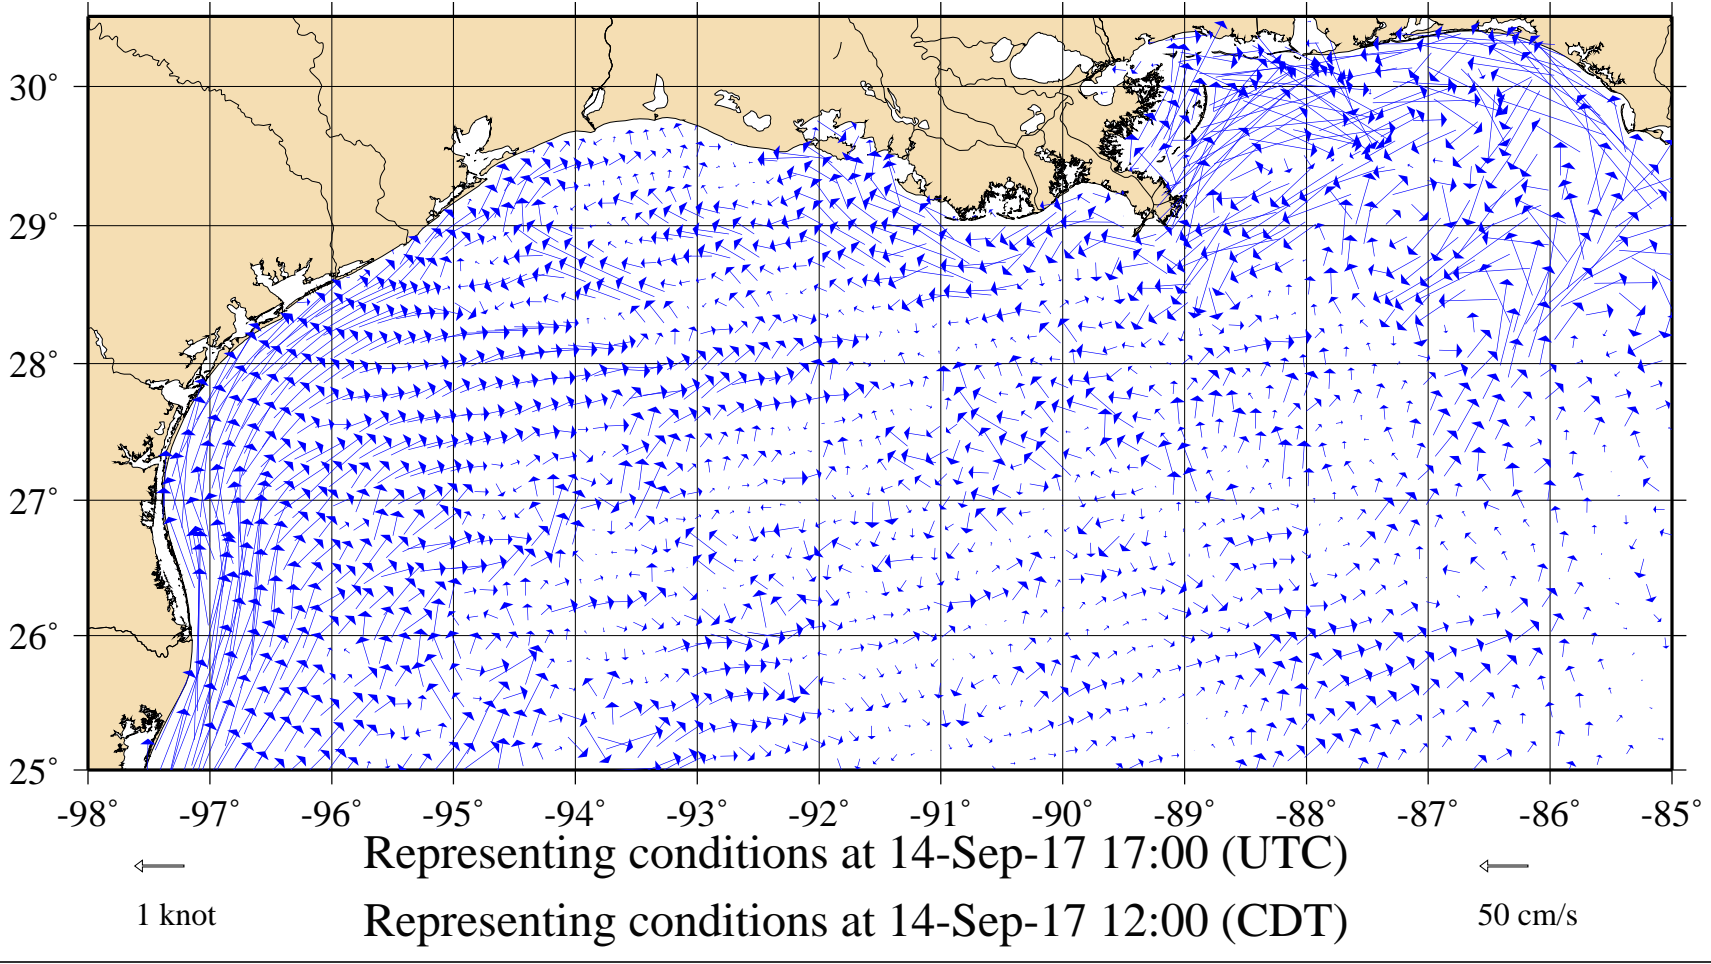 30°
29°
28°
27°
26°
25°
-98° -97° -96° -95° -94° -93° -92° -91° -90° -89° -88° -87° -86° -85°
Representing conditions at 14-Sep-17 17:00 (UTC)
1 knot Representing conditions at 14-Sep-17 12:00 (CDT) 50 cm/s